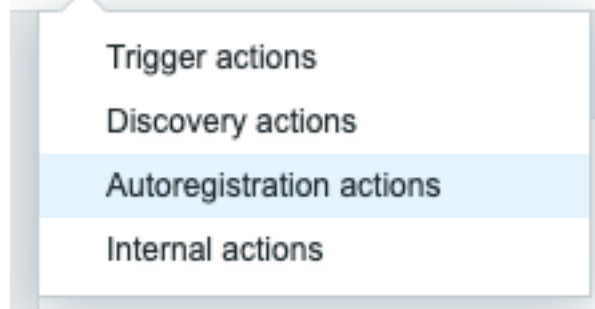 Trigger actions
Discovery actions
Autoregistration actions
Internal actions